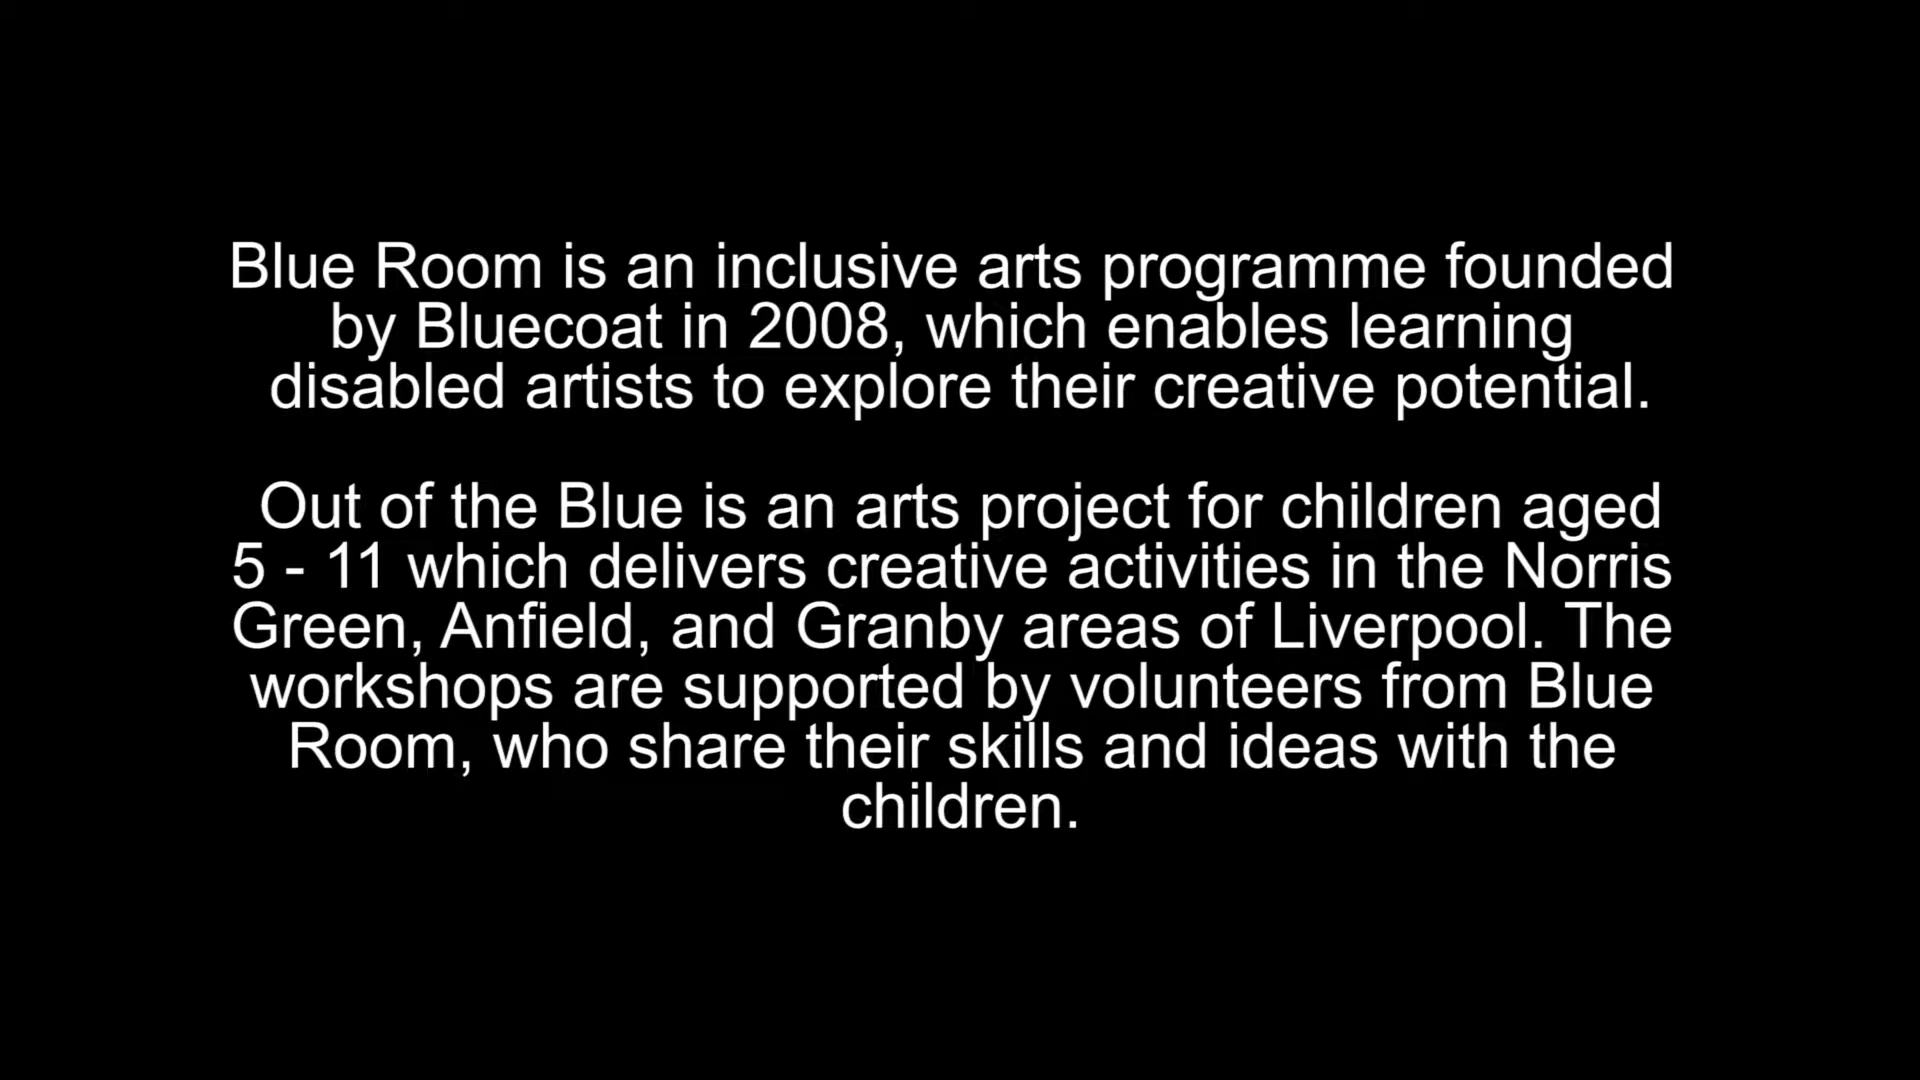 Blue Room is an inclusive arts programme founded
by Bluecoat in 2008, which enables learning
disabled artists to explore their creative potential.
Out of the Blue is an arts project for children aged
5 - 11 which delivers creative activities in the Norris
Green, Anfield, and Granby areas of Liverpool. The
workshops are supported by volunteers from Blue
Room, who share their skills and ideas with the
children.